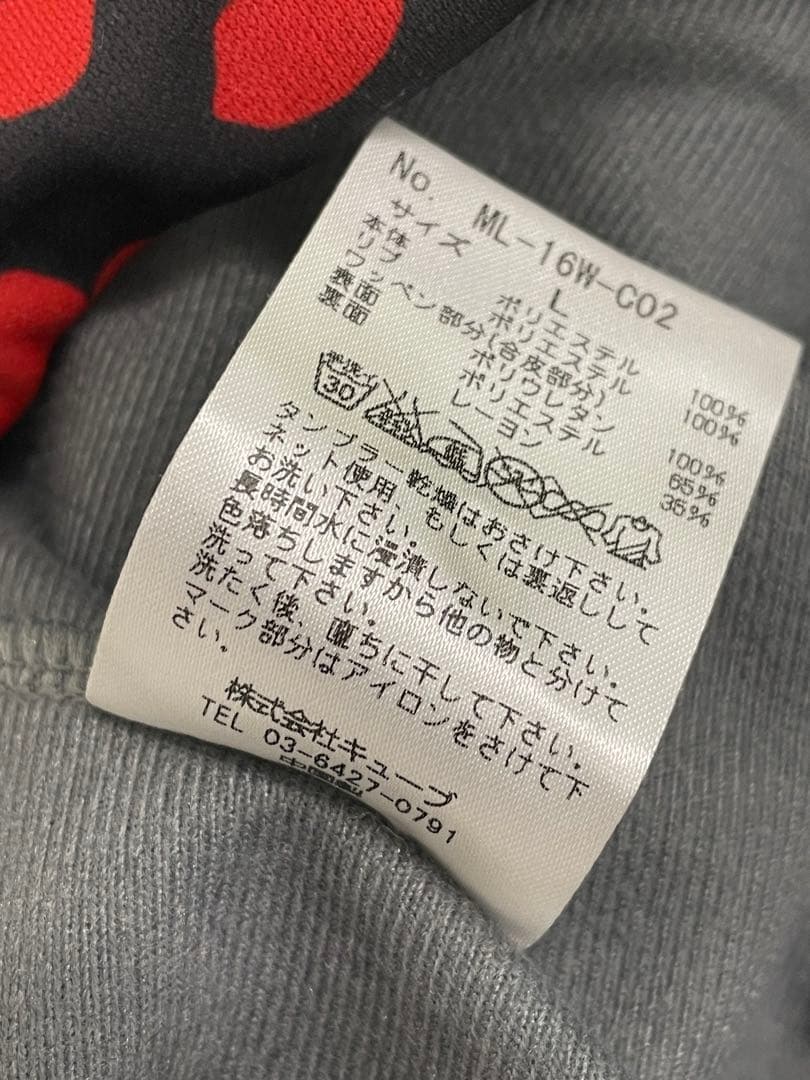 No. ML-16W-C02
サイズ L
本体 ポリエステル 100%
リブ ポリエステル 100%
ワッペン部分(合皮部分)
表面 ポリウレタン 100%
裏面 ポリエステル 65%
レーヨン 35%
30
タンブラー乾燥はおさけ下さい。
ネット使用、もしくは裏返しして
お洗い下さい。
長時間水に浸漬しないで下さい。
色落ちしますから他の物と分けて
洗って下さい。
洗たく後、直ちに干して下さい。
マーク部分はアイロンをさけて下
さい。
株式会社キューブ
TEL 03-6427-0791
中国製